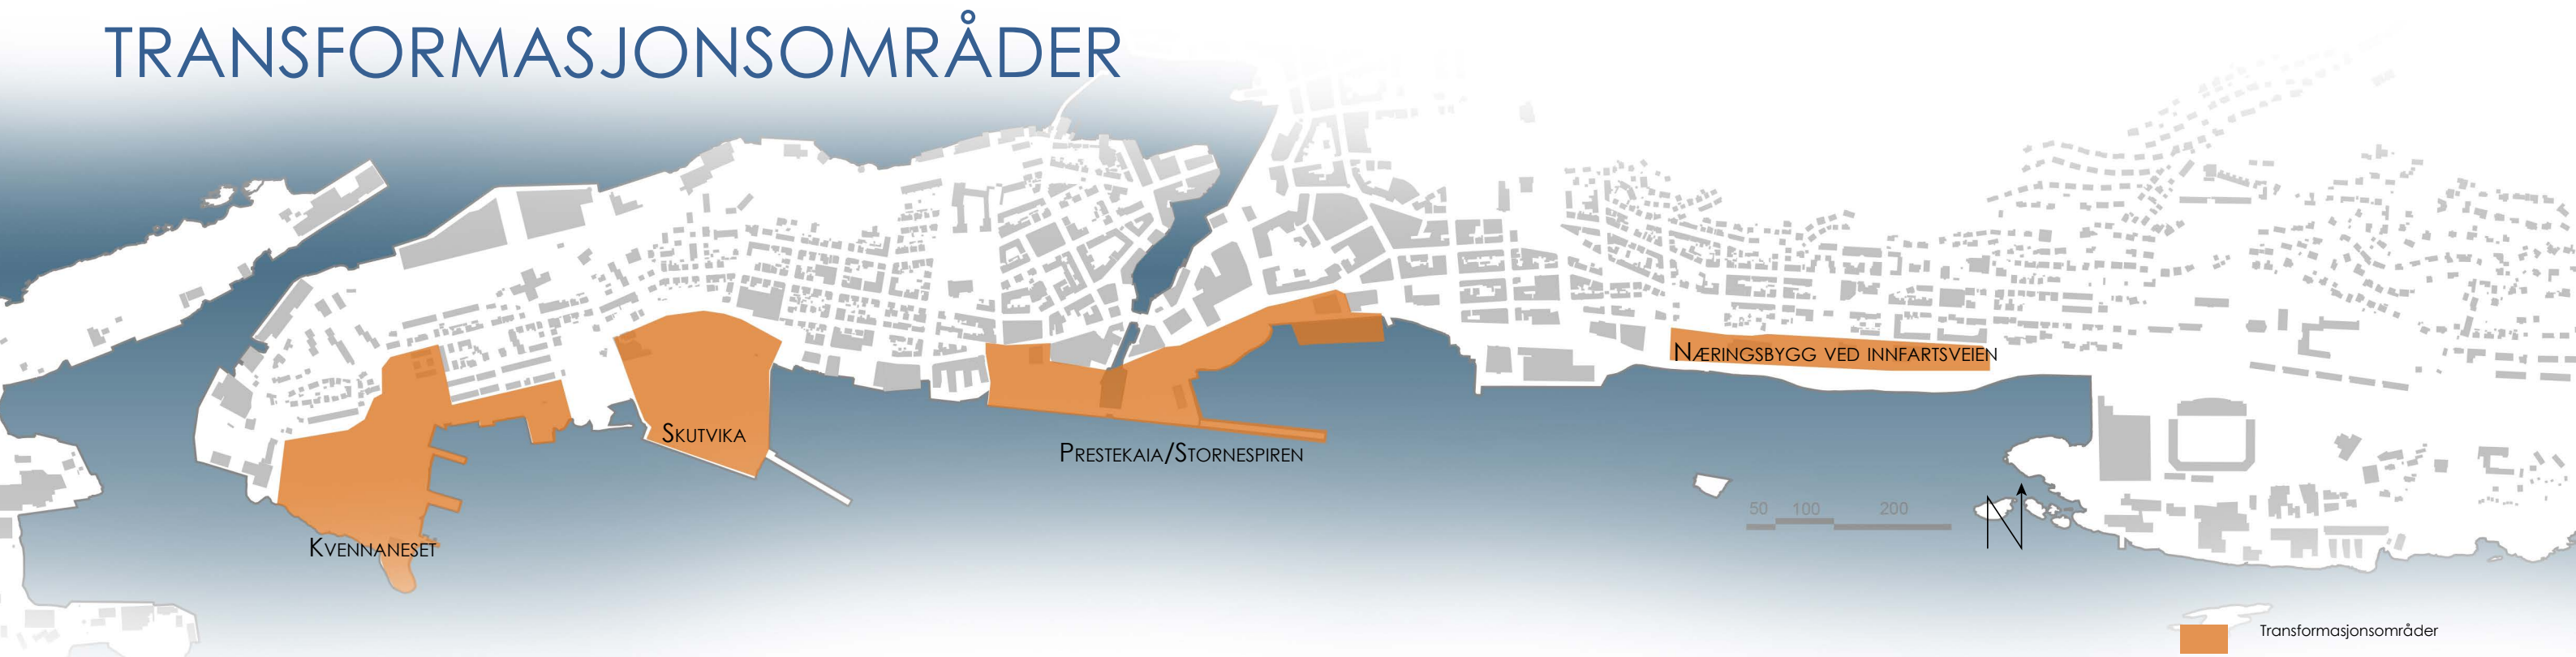 TRANSFORMASJONSOMRÅDER
Næringsbygg ved innfartsveien
Skutvika
Prestekaia/Stornespiren
50 100 200
N
Kvennaneset
Transformasjonsområder